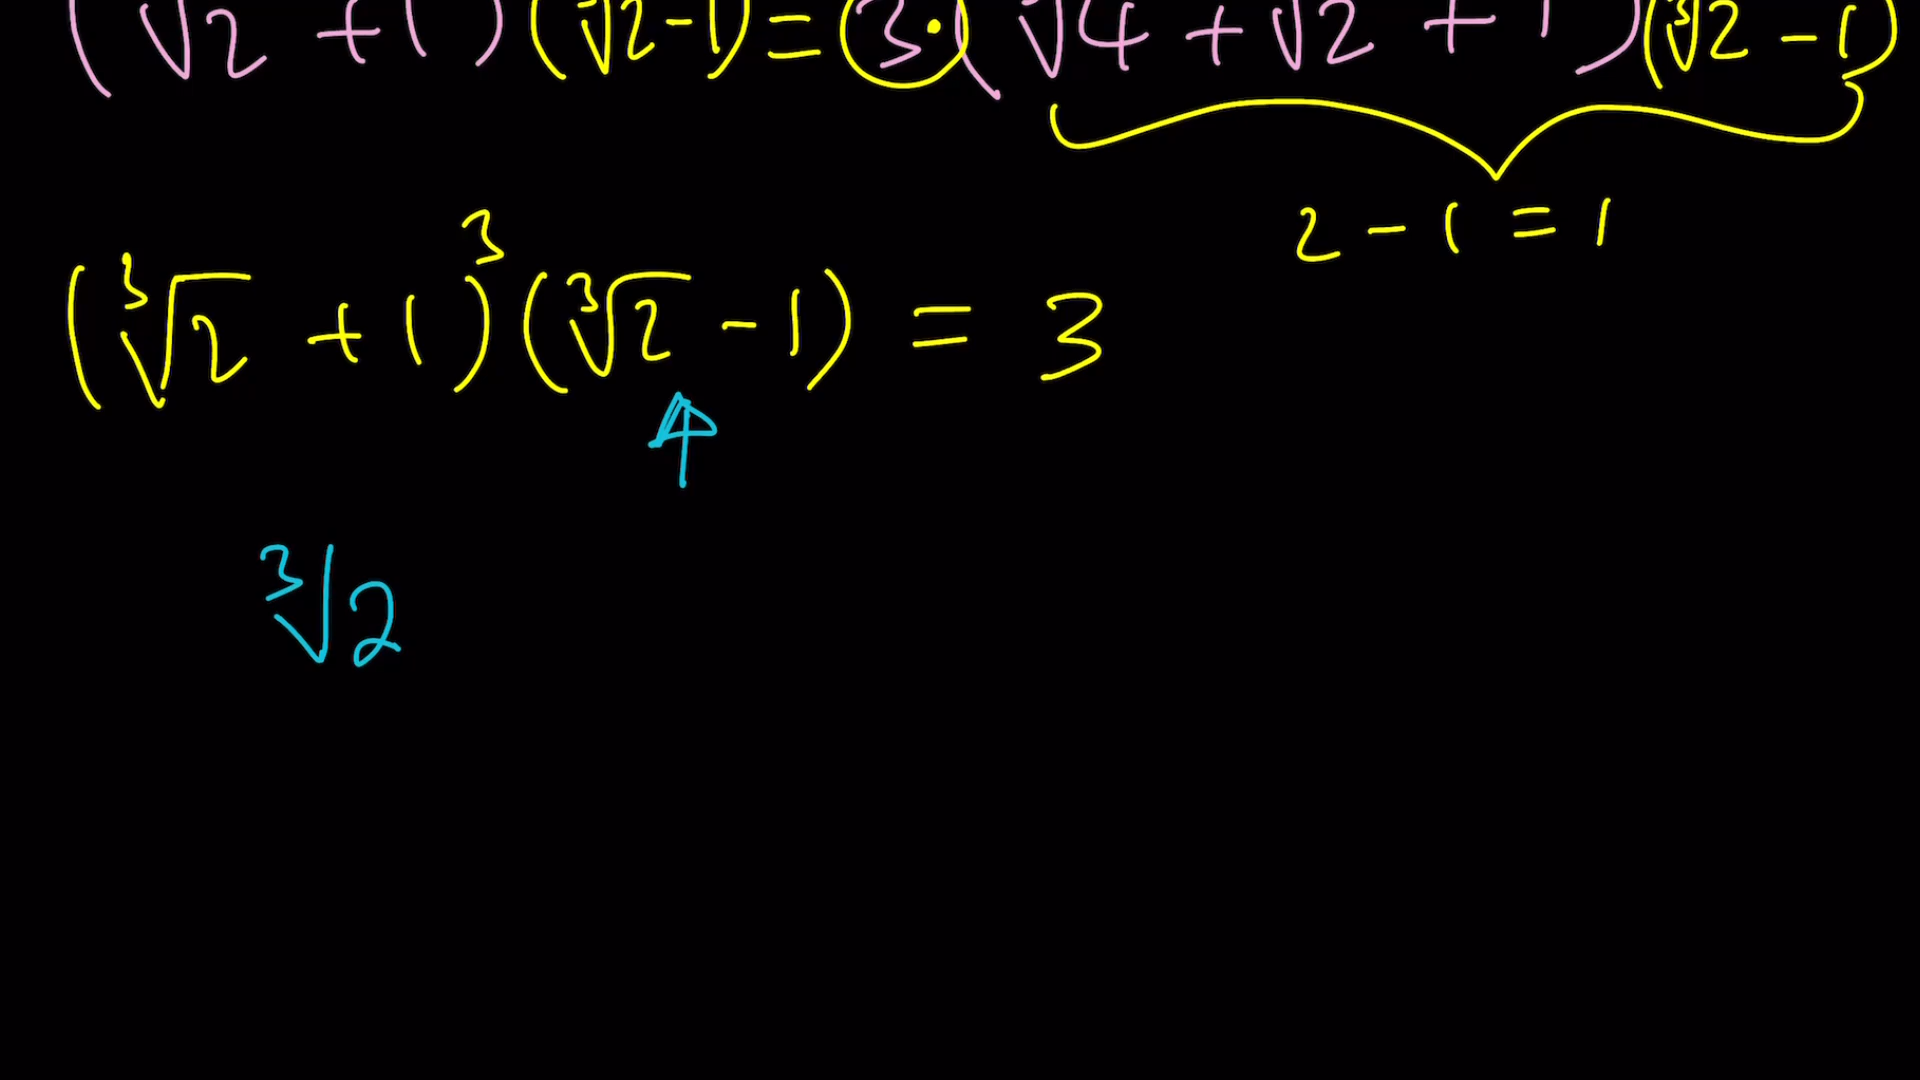 (√2 + 1)(∛2 - 1) = 3·(√4 + √2 + 1)(∛2 - 1)
2 - 1 = 1
(∛2 + 1)³(∛2 - 1) = 3
∛2